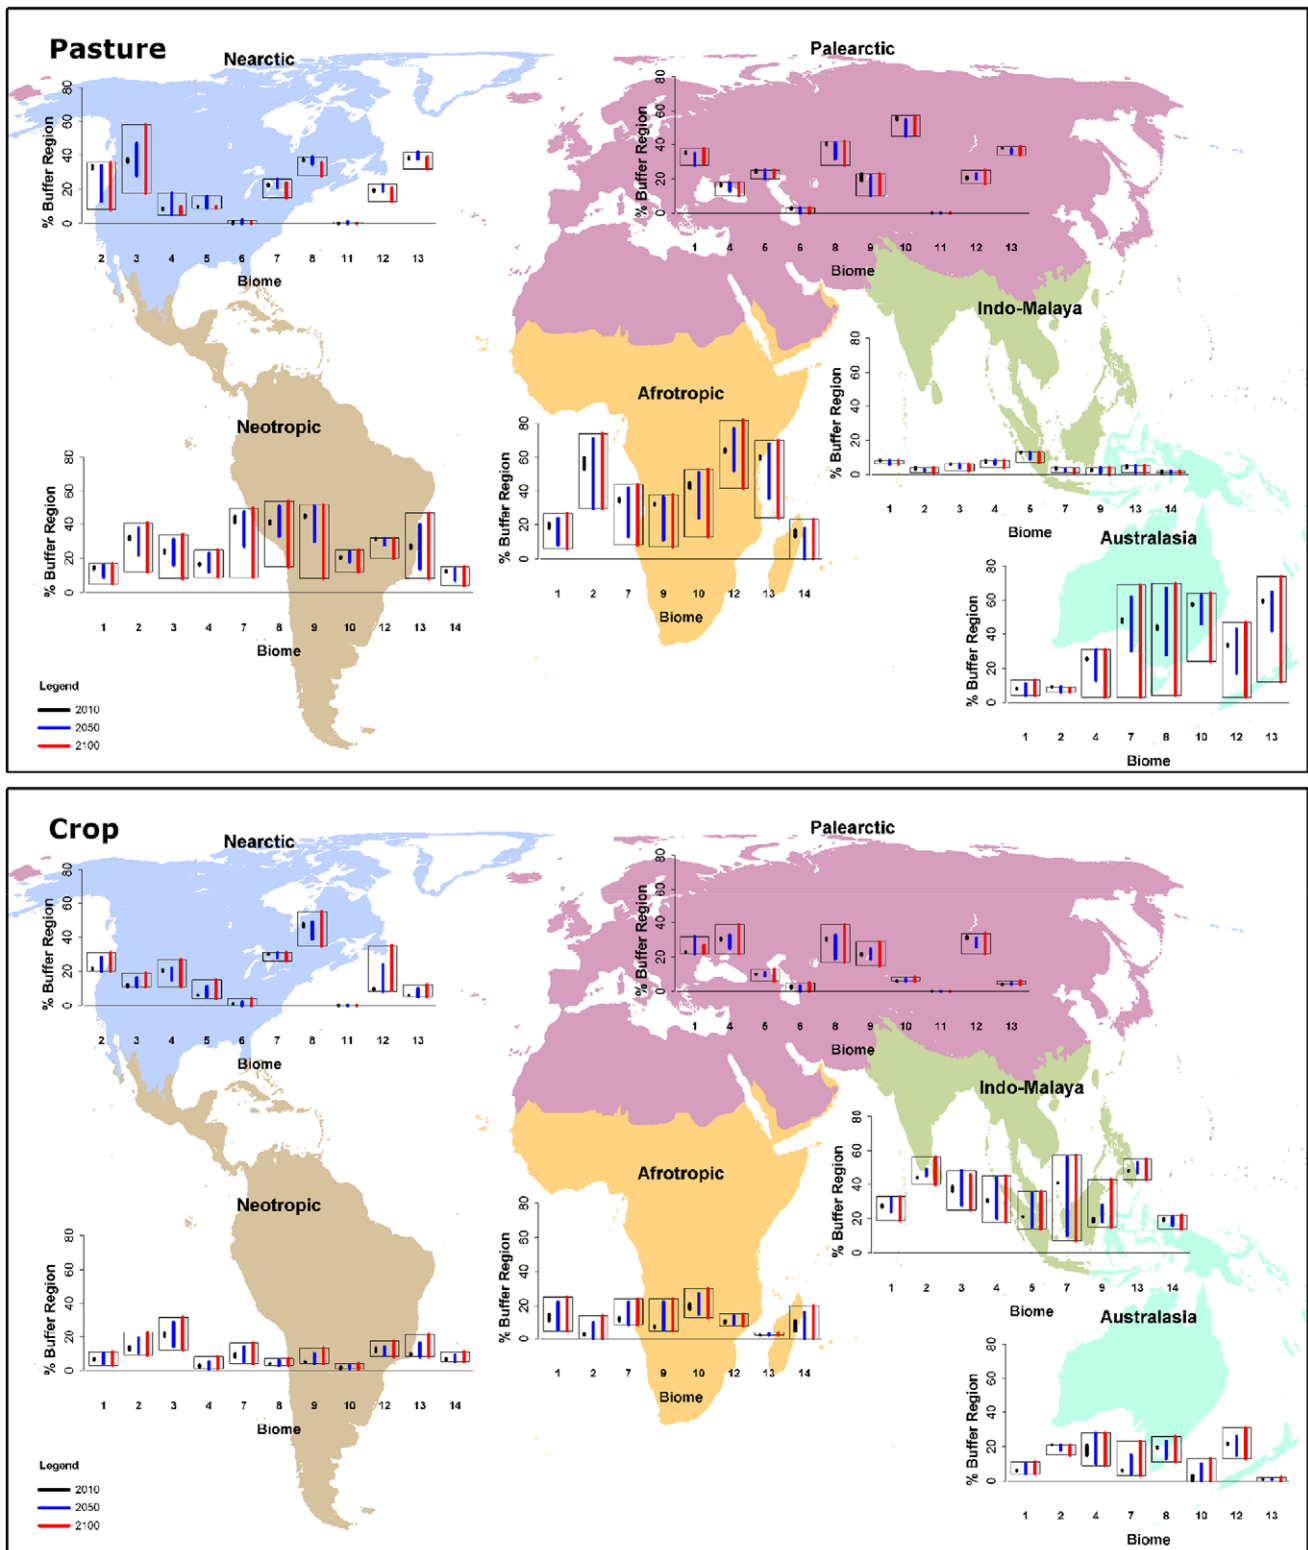 Pasture
Nearctic
Palearctic
% Buffer Region
0 20 40 60 80
2 3 4 5 6 7 8 11 12 13
Biome
% Buffer Region
0 20 40 60 80
1 4 5 6 8 9 10 11 12 13
Biome
Indo-Malaya
% Buffer Region
0 20 40 60 80
1 2 3 4 5 7 9 13 14
Biome
Afrotropic
% Buffer Region
0 20 40 60 80
1 2 7 9 10 12 13 14
Biome
Neotropic
% Buffer Region
0 20 40 60 80
1 2 3 4 7 8 9 10 12 13 14
Biome
Australasia
% Buffer Region
0 20 40 60 80
1 2 4 7 8 10 12 13
Biome
Legend
2010
2050
2100
Crop
Nearctic
Palearctic
% Buffer Region
0 20 40 60 80
2 3 4 5 6 7 8 11 12 13
Biome
% Buffer Region
0 20 40 60 80
1 4 5 6 8 9 10 11 12 13
Biome
Indo-Malaya
% Buffer Region
0 20 40 60 80
1 2 3 4 5 7 9 13 14
Biome
Afrotropic
% Buffer Region
0 20 40 60 80
1 2 7 9 10 12 13 14
Biome
Neotropic
% Buffer Region
0 20 40 60 80
1 2 3 4 7 8 9 10 12 13 14
Biome
Australasia
% Buffer Region
0 20 40 60 80
1 2 4 7 8 10 12 13
Biome
Legend
2010
2050
2100